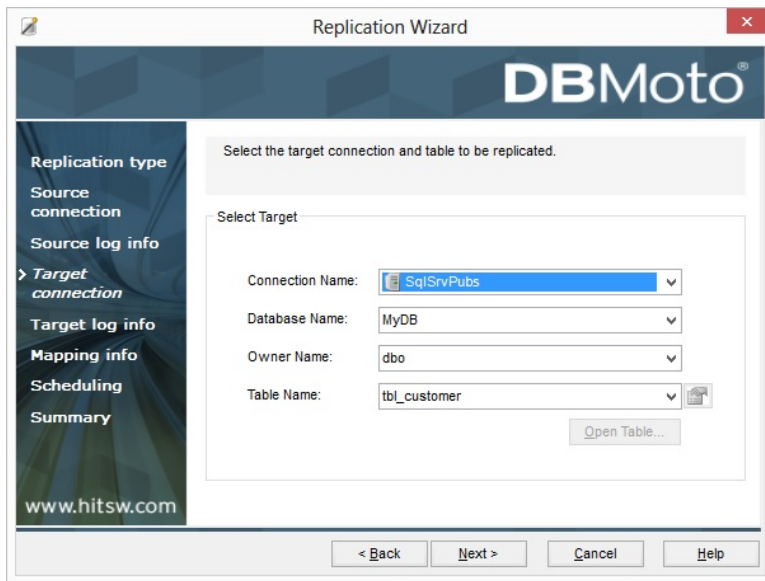 Replication Wizard
DBMoto®
Replication type
Source
connection
Source log info
> Target
connection
Target log info
Mapping info
Scheduling
Summary
www.hitsw.com
Select the target connection and table to be replicated.
Select Target
Connection Name: SqlSrvPubs
Database Name: MyDB
Owner Name: dbo
Table Name: tbl_customer
Open Table...
< Back Next > Cancel Help